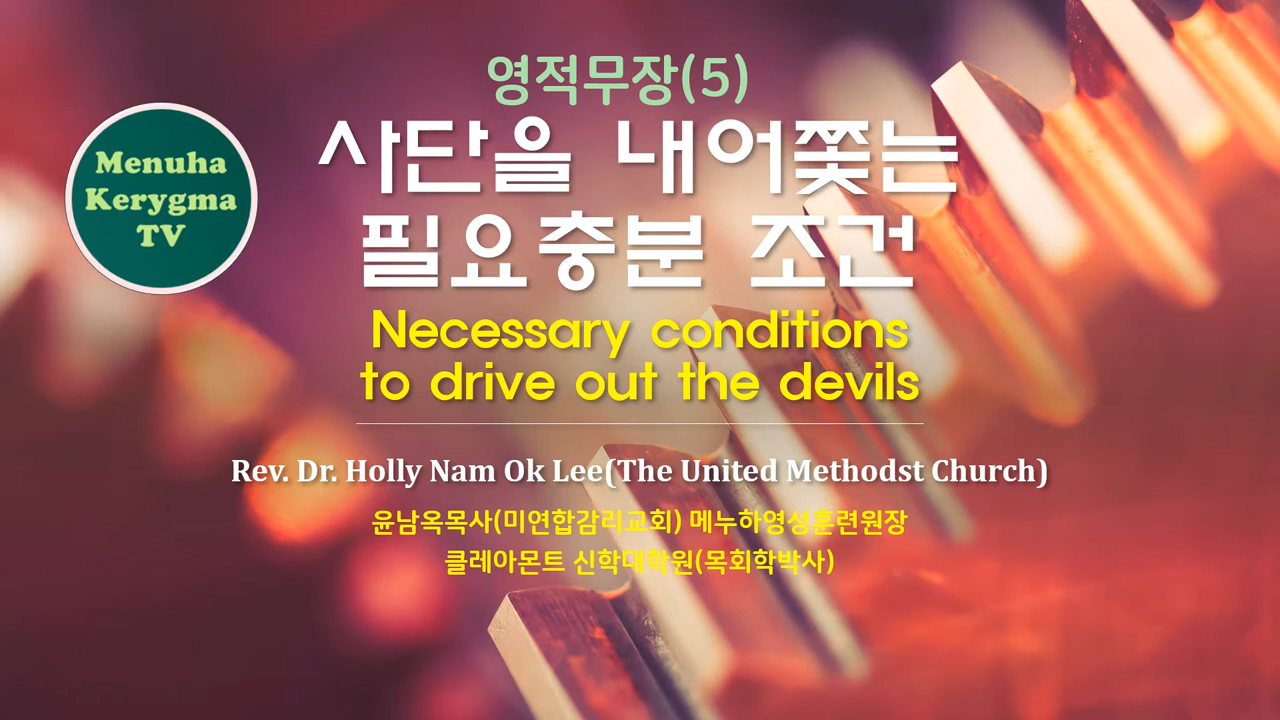 영적무장(5)
사단을 내어쫓는
필요충분 조건
Menuha
Kerygma
TV
Necessary conditions
to drive out the devils
Rev. Dr. Holly Nam Ok Lee(The United Methodst Church)
윤남옥목사(미연합감리교회) 메누하영성훈련원장
클레아몬트 신학대학원(목회학박사)